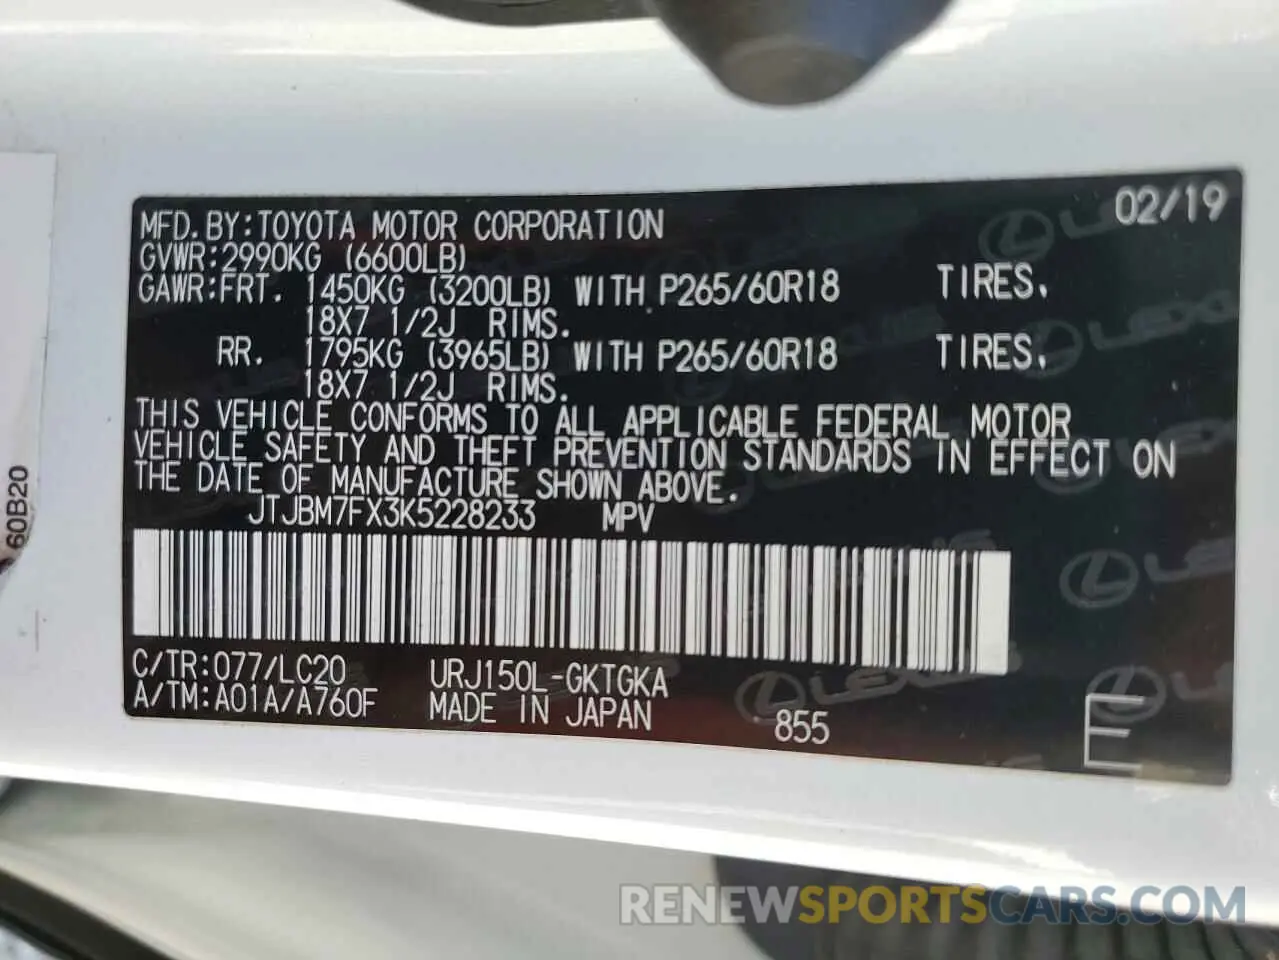 02/19
MFD.BY:TOYOTA MOTOR CORPORATION
GVWR:2990KG (6600LB)
GAWR:FRT. 1450KG (3200LB) WITH P265/60R18 TIRES,
18X7 1/2J RIMS.
RR. 1795KG (3965LB) WITH P265/60R18 TIRES,
18X7 1/2J RIMS.
THIS VEHICLE CONFORMS TO ALL APPLICABLE FEDERAL MOTOR
VEHICLE SAFETY AND THEFT PREVENTION STANDARDS IN EFFECT ON
THE DATE OF MANUFACTURE SHOWN ABOVE.
JTJBM7FX3K5228233 MPV
C/TR:077/LC20 URJ150L-GKTGKA
A/TM:A01A/A760F MADE IN JAPAN 855
E
60B20
LEXUS
RENEWSPORTSCARS.COM